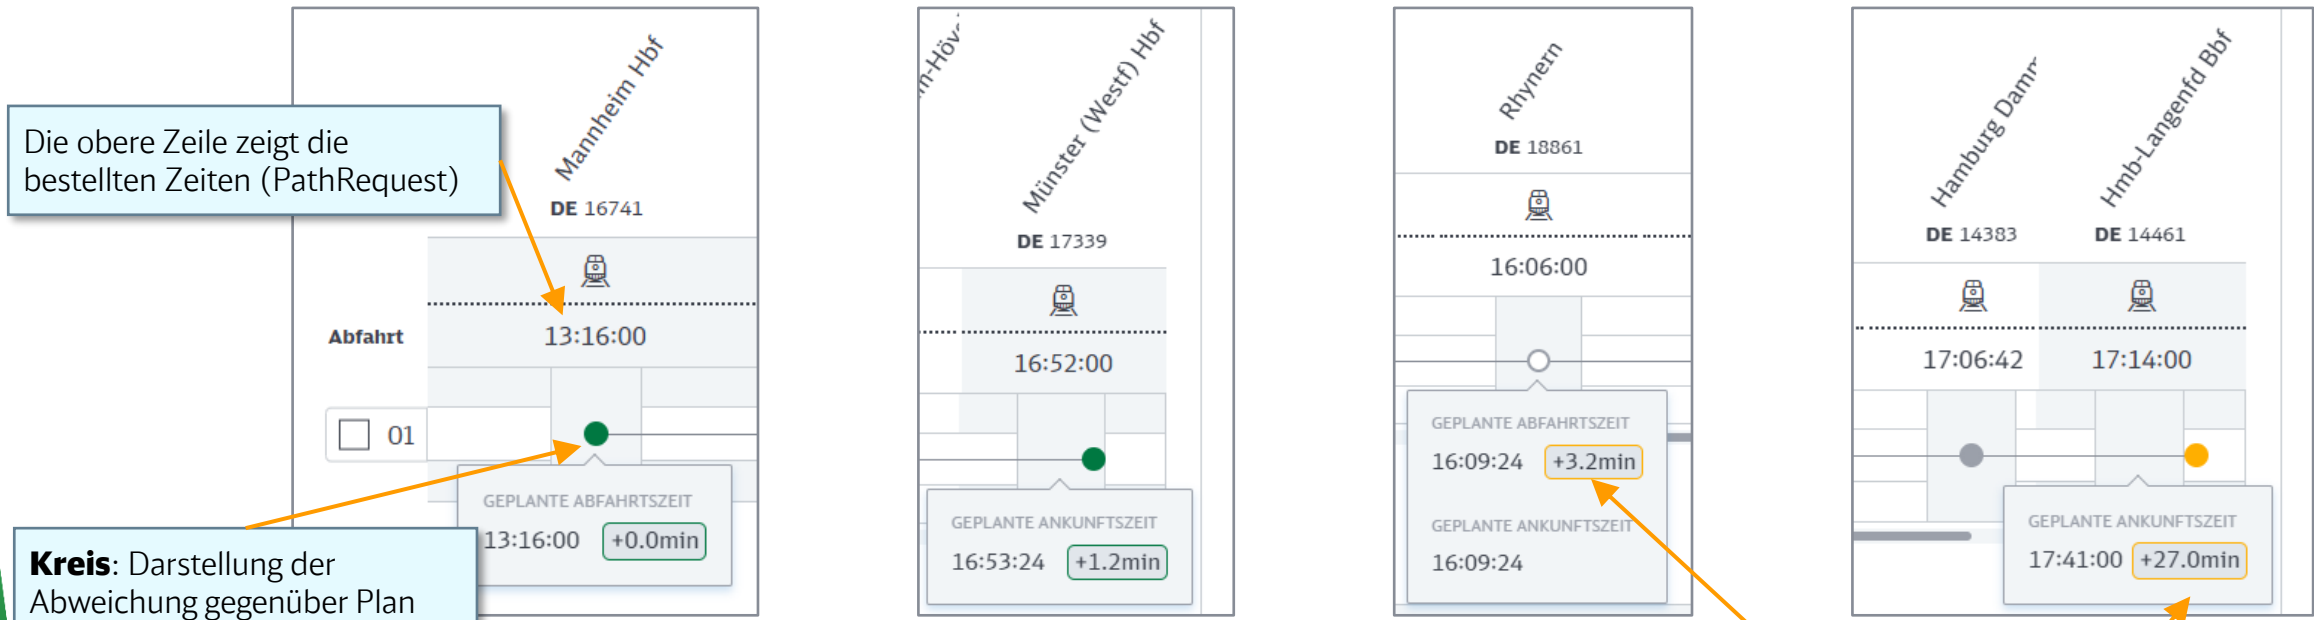 Die obere Zeile zeigt die
bestellten Zeiten (PathRequest)
Mannheim Hbf
DE 16741
Abfahrt
13:16:00
01
GEPLANTE ABFAHRTSZEIT
13:16:00 +0.0min
Kreis: Darstellung der
Abweichung gegenüber Plan
Münster (Westf) Hbf
DE 17339
16:52:00
GEPLANTE ANKUNFTSZEIT
16:53:24 +1.2min
Rhynern
DE 18861
16:06:00
GEPLANTE ABFAHRTSZEIT
16:09:24 +3.2min
GEPLANTE ANKUNFTSZEIT
16:09:24
Hamburg Damm
Hmb-Langenfd Bbf
DE 14383
DE 14461
17:06:42
17:14:00
GEPLANTE ANKUNFTSZEIT
17:41:00 +27.0min